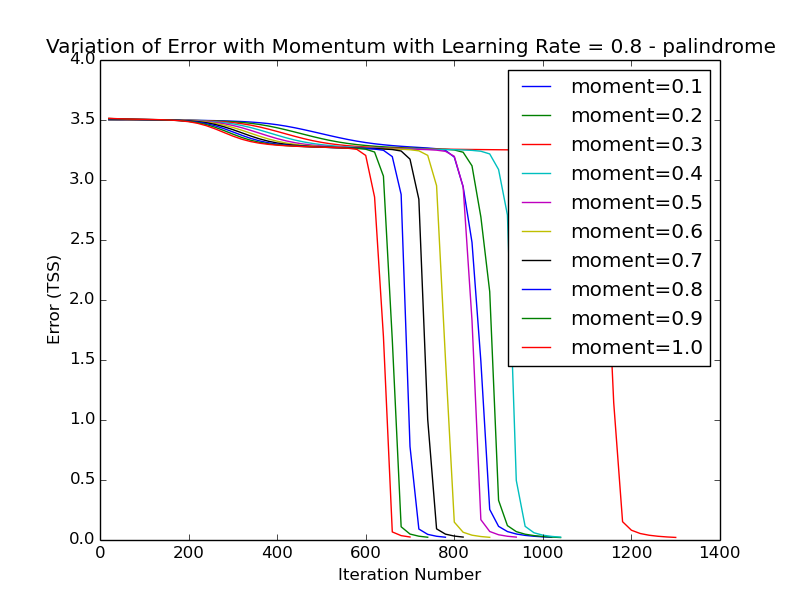 Variation of Error with Momentum with Learning Rate = 0.8 - palindrome
4.0
3.5
3.0
2.5
2.0
1.5
1.0
0.5
0.0
Error (TSS)
moment=0.1
moment=0.2
moment=0.3
moment=0.4
moment=0.5
moment=0.6
moment=0.7
moment=0.8
moment=0.9
moment=1.0
0 200 400 600 800 1000 1200 1400
Iteration Number